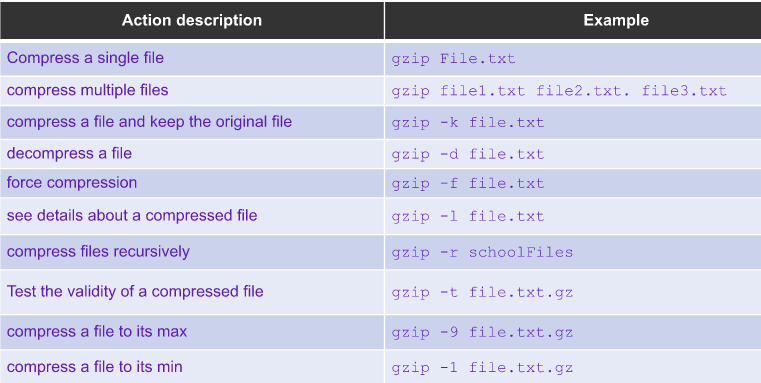 Action description Example
Compress a single file gzip File.txt
compress multiple files gzip file1.txt file2.txt. file3.txt
compress a file and keep the original file gzip -k file.txt
decompress a file gzip -d file.txt
force compression gzip -f file.txt
see details about a compressed file gzip -l file.txt
compress files recursively gzip -r schoolFiles
Test the validity of a compressed file gzip -t file.txt.gz
compress a file to its max gzip -9 file.txt.gz
compress a file to its min gzip -1 file.txt.gz